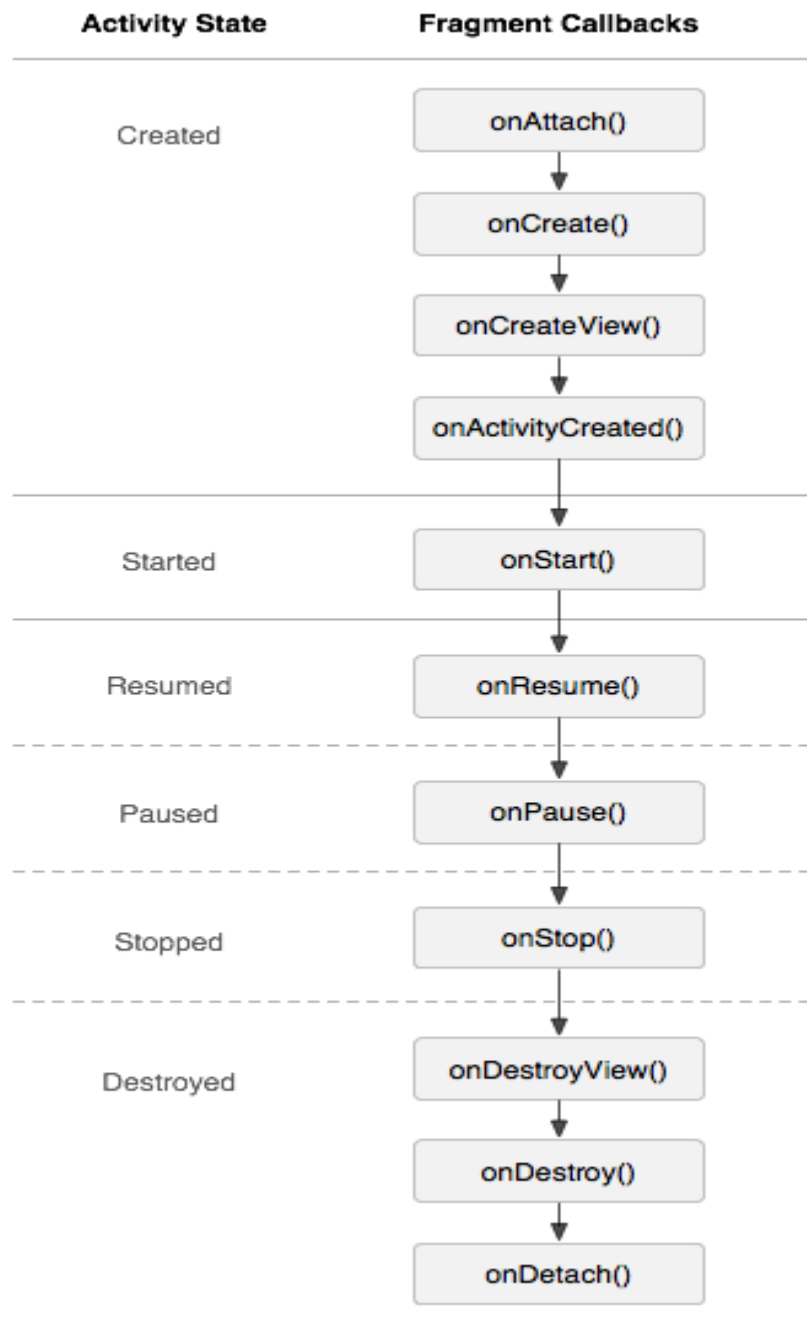 Activity State Fragment Callbacks
Created
onAttach()
onCreate()
onCreateView()
onActivityCreated()
Started
onStart()
Resumed
onResume()
Paused
onPause()
Stopped
onStop()
Destroyed
onDestroyView()
onDestroy()
onDetach()